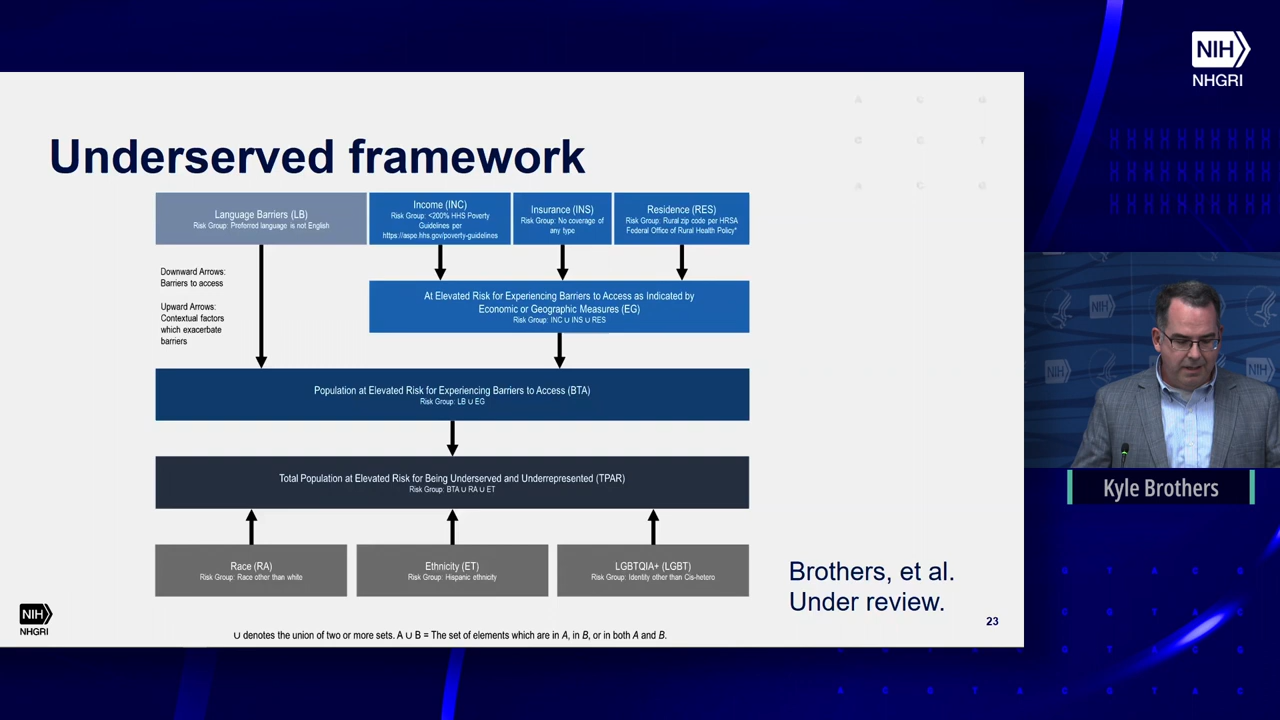 NIH
NHGRI
Underserved framework
Language Barriers (LB)
Risk Group: Preferred language is not English
Income (INC)
Risk Group: <200% HHS Poverty
Guidelines per
https://aspe.hhs.gov/poverty-guidelines
Insurance (INS)
Risk Group: No coverage of
any type
Residence (RES)
Risk Group: Rural zip code per HRSA
Federal Office of Rural Health Policy*
Downward Arrows:
Barriers to access
Upward Arrows:
Contextual factors
which exacerbate
barriers
At Elevated Risk for Experiencing Barriers to Access as Indicated by
Economic or Geographic Measures (EG)
Risk Group: INC ∪ INS ∪ RES
Population at Elevated Risk for Experiencing Barriers to Access (BTA)
Risk Group: LB ∪ EG
Total Population at Elevated Risk for Being Underserved and Underrepresented (TPAR)
Risk Group: BTA ∪ RA ∪ ET
Race (RA)
Risk Group: Race other than white
Ethnicity (ET)
Risk Group: Hispanic ethnicity
LGBTQIA+ (LGBT)
Risk Group: Identity other than Cis-hetero
Brothers, et al.
Under review.
23
NIH
NHGRI
∪ denotes the union of two or more sets. A ∪ B = The set of elements which are in A, in B, or in both A and B.
NIH
NIH
Kyle Brothers